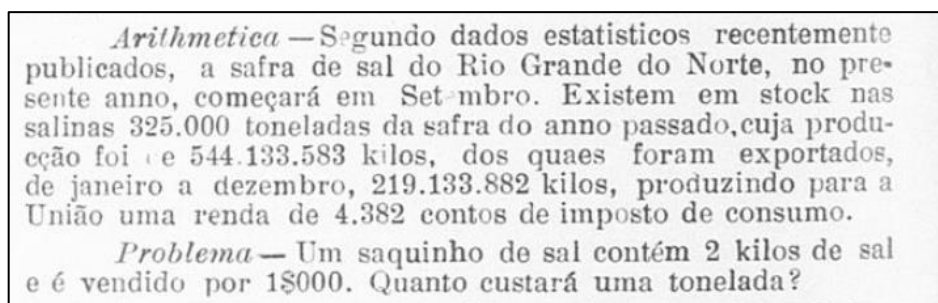 Arithmetica — Segundo dados estatisticos recentemente
publicados, a safra de sal do Rio Grande do Norte, no pre-
sente anno, começará em Setembro. Existem em stock nas
salinas 325.000 toneladas da safra do anno passado, cuja produ-
cção foi de 544.133.583 kilos, dos quaes foram exportados,
de janeiro a dezembro, 219.133.882 kilos, produzindo para a
União uma renda de 4.382 contos de imposto de consumo.
Problema — Um saquinho de sal contém 2 kilos de sal
e é vendido por 1$000. Quanto custará uma tonelada?